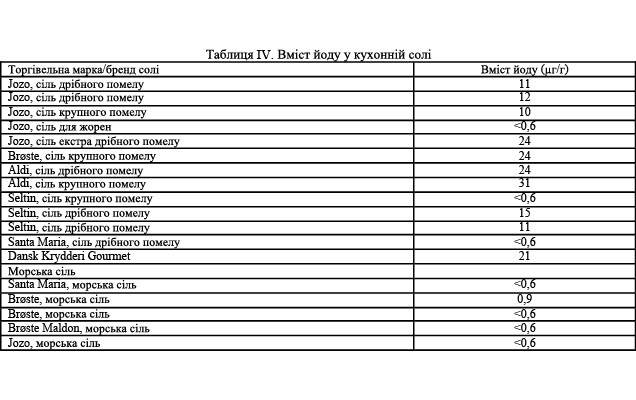 Таблиця IV. Вміст йоду у кухонній солі
Торгівельна марка/бренд солі Вміст йоду (µг/г)
Jozo, сіль дрібного помелу 11
Jozo, сіль дрібного помелу 12
Jozo, сіль крупного помелу 10
Jozo, сіль для жорен <0,6
Jozo, сіль екстра дрібного помелу 24
Brøste, сіль крупного помелу 24
Aldi, сіль дрібного помелу 24
Aldi, сіль крупного помелу 31
Seltin, сіль крупного помелу <0,6
Seltin, сіль дрібного помелу 15
Seltin, сіль дрібного помелу 11
Santa Maria, сіль дрібного помелу <0,6
Dansk Krydderi Gourmet 21
Морська сіль
Santa Maria, морська сіль <0,6
Brøste, морська сіль 0,9
Brøste, морська сіль <0,6
Brøste Maldon, морська сіль <0,6
Jozo, морська сіль <0,6